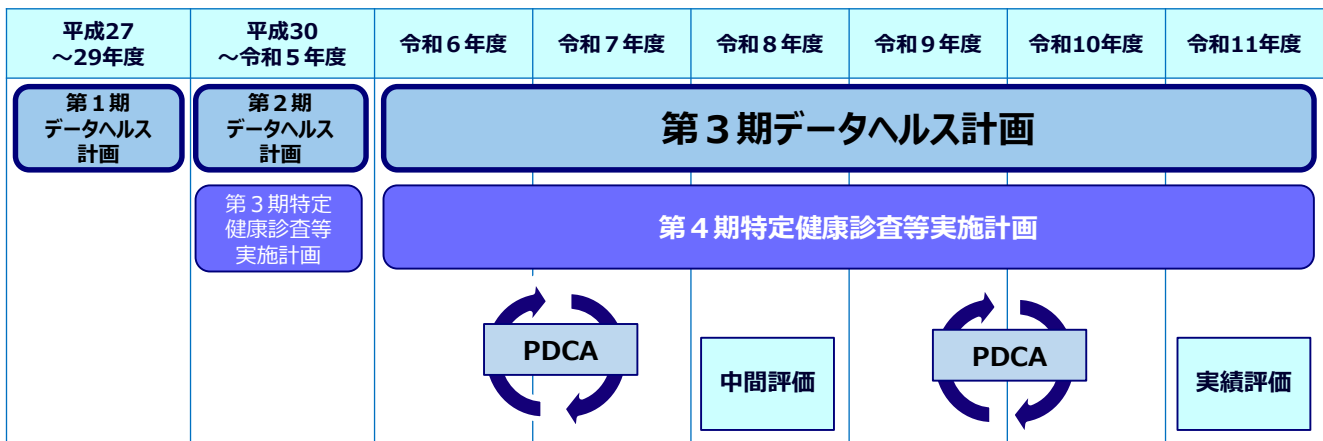 平成27
～29年度
平成30
～令和５年度
令和６年度
令和７年度
令和８年度
令和９年度
令和10年度
令和11年度
第１期
データヘルス
計画
第２期
データヘルス
計画
第３期データヘルス計画
第３期特定
健康診査等
実施計画
第４期特定健康診査等実施計画
PDCA
中間評価
PDCA
実績評価